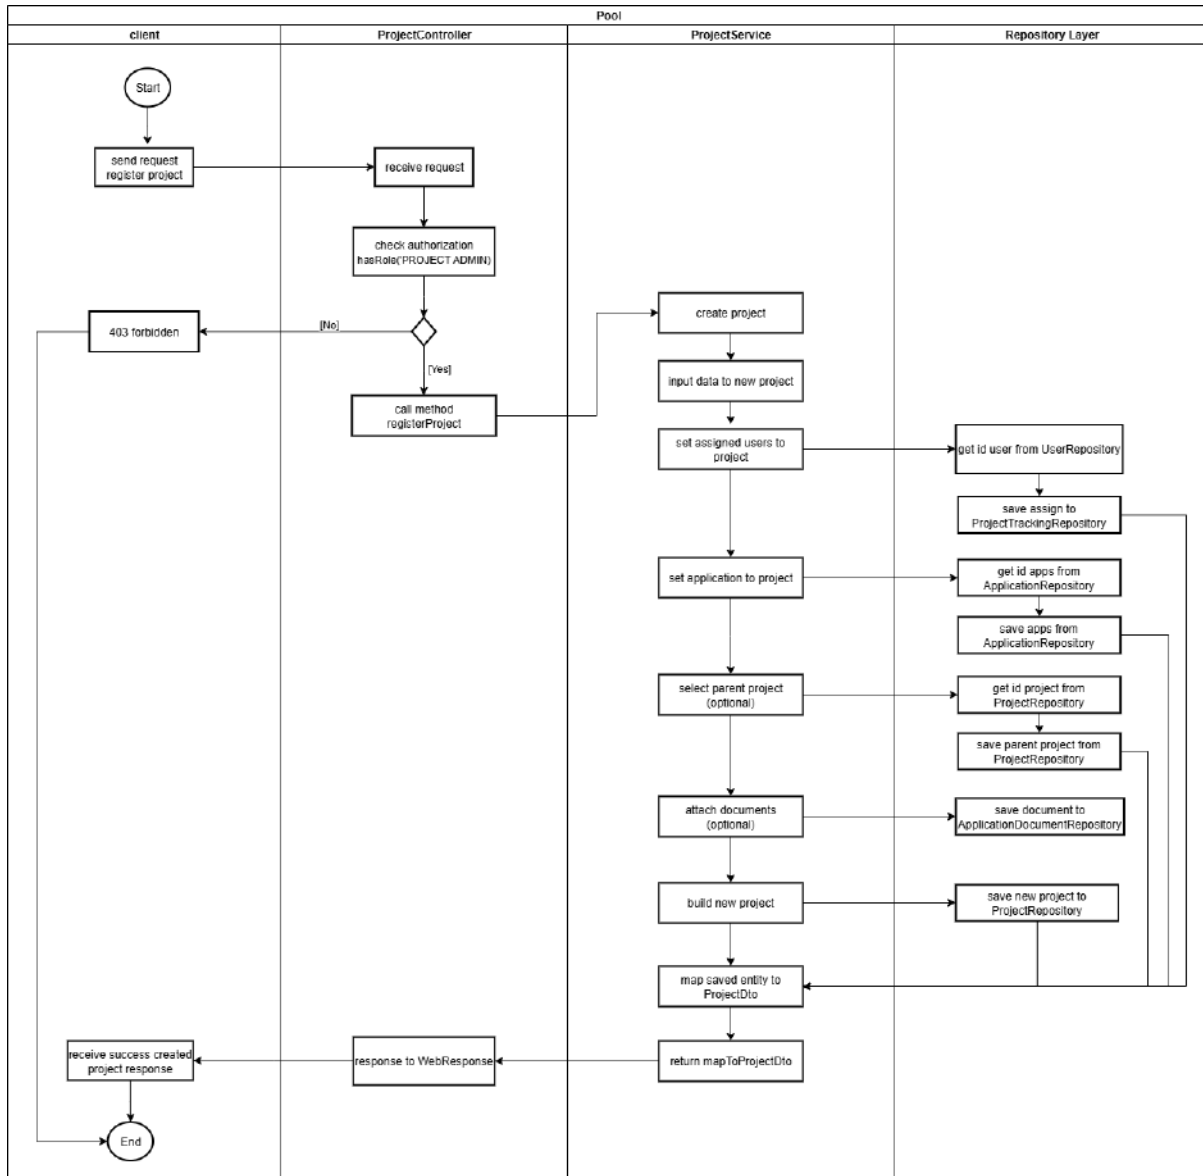 Pool
client
ProjectController
ProjectService
Repository Layer
Start
send request
register project
receive request
check authorization
hasRole('PROJECT ADMIN)
create project
403 forbidden
[No]
[Yes]
input data to new project
call method
registerProject
set assigned users to
project
get id user from UserRepository
save assign to
ProjectTrackingRepository
set application to project
get id apps from
ApplicationRepository
save apps from
ApplicationRepository
select parent project
(optional)
get id project from
ProjectRepository
save parent project from
ProjectRepository
attach documents
(optional)
save document to
ApplicationDocumentRepository
build new project
save new project to
ProjectRepository
map saved entity to
ProjectDto
receive success created
project response
response to WebResponse
return mapToProjectDto
End